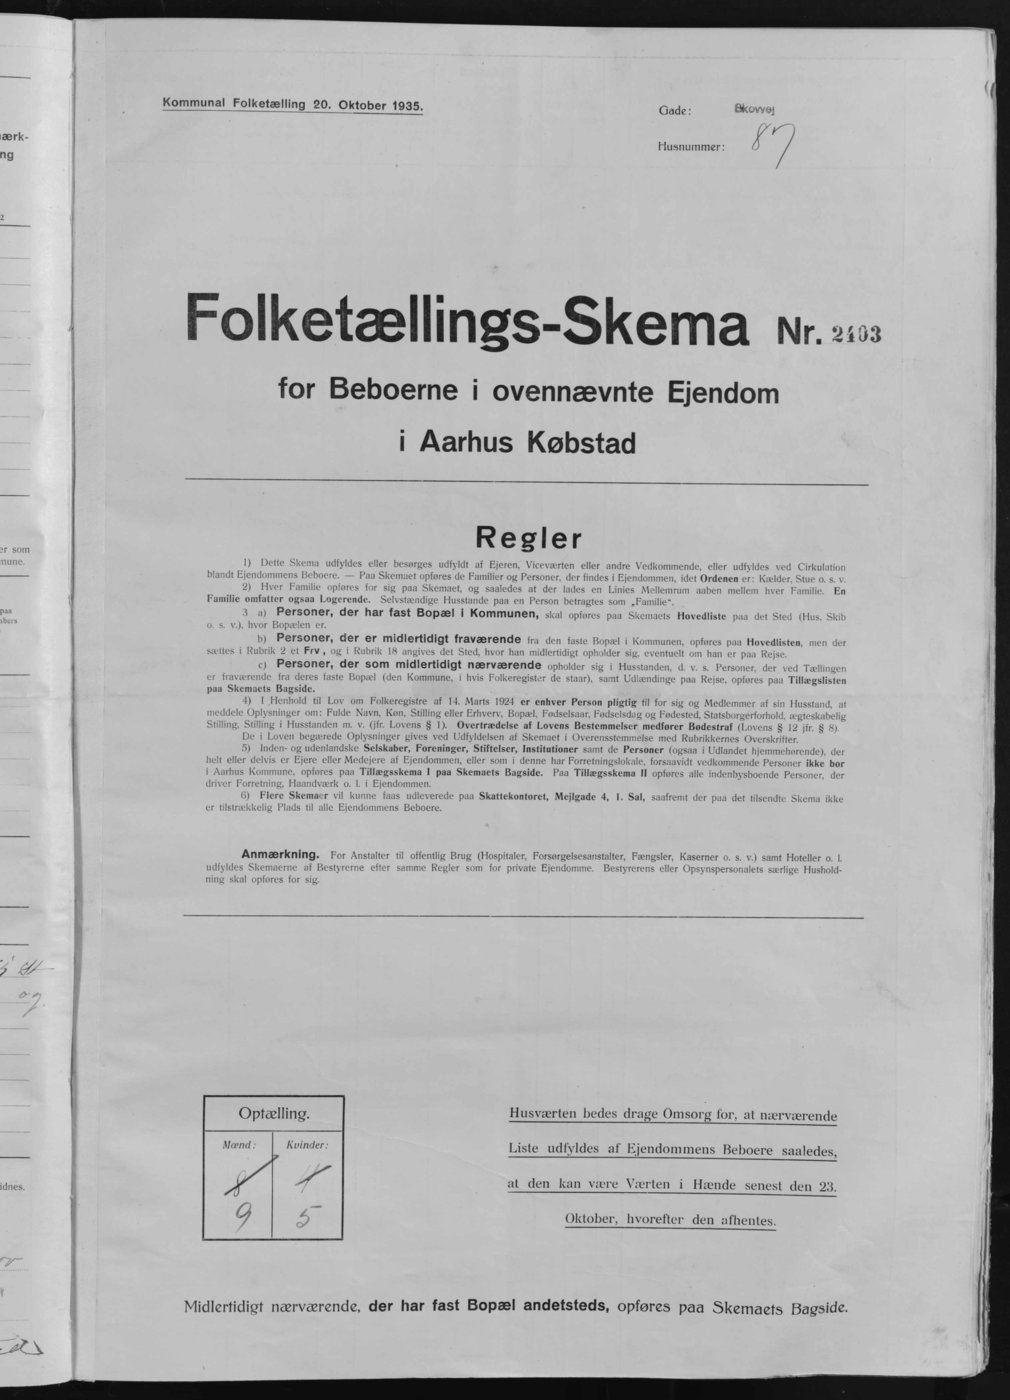 Kommunal Folketælling 20. Oktober 1935.
Gade: Skovvej
Husnummer: 87
Folketællings-Skema Nr. 2403
for Beboerne i ovennævnte Ejendom
i Aarhus Købstad
Regler
1) Dette Skema udfyldes eller besørges udfyldt af Ejeren, Viceværten eller andre Vedkommende, eller udfyldes ved Cirkulation
blandt Ejendommens Beboere. — Paa Skemaet opføres de Familier og Personer, der findes i Ejendommen, idet Ordenen er: Kælder, Stue o. s. v.
2) Hver Familie opføres for sig paa Skemaet, og saaledes at der lades en Linies Mellemrum aaben mellem hver Familie. En
Familie omfatter ogsaa Logerende. Selvstændige Husstande paa en Person betragtes som „Familie“.
3 a) Personer, der har fast Bopæl i Kommunen, skal opføres paa Skemaets Hovedliste paa det Sted (Hus, Skib
o. s. v.), hvor Bopælen er.
b) Personer, der er midlertidigt fraværende fra den faste Bopæl i Kommunen, opføres paa Hovedlisten, men der
sættes i Rubrik 2 et Frv, og i Rubrik 18 angives det Sted, hvor han midlertidigt opholder sig, eventuelt om han er paa Rejse.
c) Personer, der som midlertidigt nærværende opholder sig i Husstanden, d. v. s. Personer, der ved Tællingen
er fraværende fra deres faste Bopæl (den Kommune, i hvis Folkeregister de staar), samt Udlændinge paa Rejse, opføres paa Tillægslisten
paa Skemaets Bagside.
4) I Henhold til Lov om Folkeregistre af 14. Marts 1924 er enhver Person pligtig til for sig og Medlemmer af sin Husstand, at
meddele Oplysninger om: Fulde Navn, Køn, Stilling eller Erhverv, Bopæl, Fødselsaar, Fødselsdag og Fødested, Statsborgerforhold, ægteskabelig
Stilling, Stilling i Husstanden m. v. (jfr. Lovens § 1). Overtrædelse af Lovens Bestemmelser medfører Bødestraf (Lovens § 12 jfr. § 8).
De i Loven begærede Oplysninger gives ved Udfyldelsen af Skemaet i Overensstemmelse med Rubrikkernes Overskrifter.
5) Inden- og udenlandske Selskaber, Foreninger, Stiftelser, Institutioner samt de Personer (ogsaa i Udlandet hjemmehørende), der
helt eller delvis er Ejere eller Medejere af Ejendommen, eller som i denne har Forretningslokale, forsaavidt vedkommende Personer ikke bor
i Aarhus Kommune, opføres paa Tillægsskema I paa Skemaets Bagside. Paa Tillægsskema II opføres alle indenbysboende Personer, der
driver Forretning, Haandværk o. l. i Ejendommen.
6) Flere Skemaer vil kunne faas udleverede paa Skattekontoret, Mejlgade 4, 1. Sal, saafremt der paa det tilsendte Skema ikke
er tilstrækkelig Plads til alle Ejendommens Beboere.
Anmærkning. For Anstalter til offentlig Brug (Hospitaler, Forsørgelsesanstalter, Fængsler, Kaserner o. s. v.) samt Hoteller o. l.
udfyldes Skemaerne af Bestyrerne efter samme Regler som for private Ejendomme. Bestyrerens eller Opsynspersonalets særlige Hushold-
ning skal opføres for sig.
Optælling.
Mænd: Kvinder:
8 4
9 5
Husværten bedes drage Omsorg for, at nærværende
Liste udfyldes af Ejendommens Beboere saaledes,
at den kan være Værten i Hænde senest den 23.
Oktober, hvorefter den afhentes.
Midlertidigt nærværende, der har fast Bopæl andetsteds, opføres paa Skemaets Bagside.